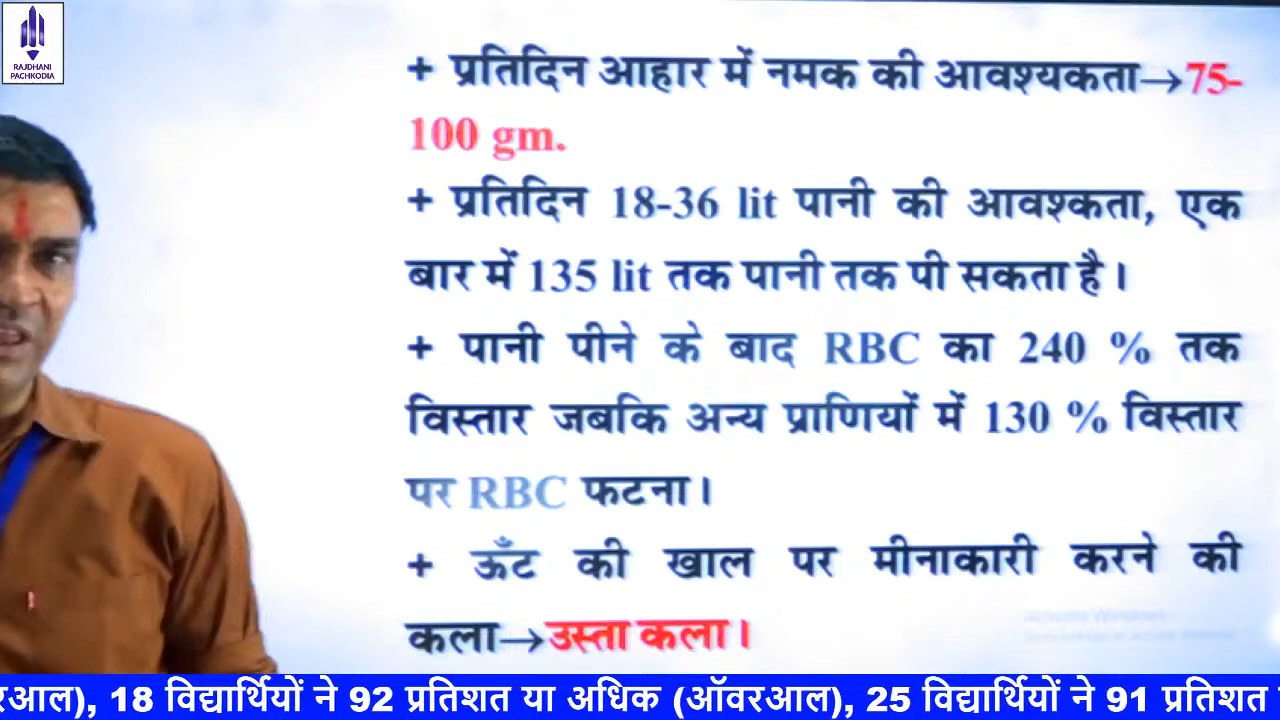 RAJDHANI
PACHKODIA
+ प्रतिदिन आहार में नमक की आवश्यकता→75-
100 gm.
+ प्रतिदिन 18-36 lit पानी की आवश्कता, एक
बार में 135 lit तक पानी तक पी सकता है।
+ पानी पीने के बाद RBC का 240 % तक
विस्तार जबकि अन्य प्राणियों में 130 % विस्तार
पर RBC फटना।
+ ऊँट की खाल पर मीनाकारी करने की
कला→उस्ता कला।
Activate Windows
रआल), 18 विद्यार्थियों ने 92 प्रतिशत या अधिक (ऑवरआल), 25 विद्यार्थियों ने 91 प्रतिशत